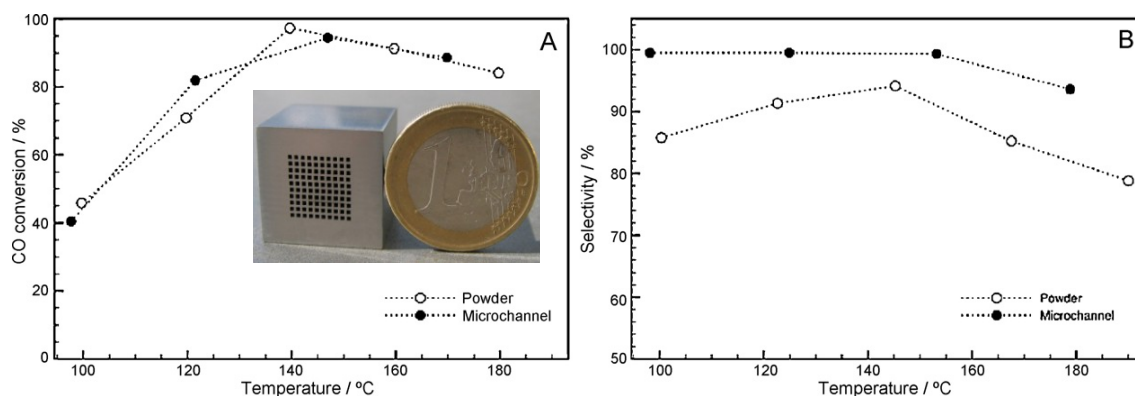 A
CO conversion / %
100
80
60
40
20
0
100 120 140 160 180
Temperature / ºC
Powder
Microchannel
B
Selectivity / %
100
90
80
70
60
50
100 120 140 160 180
Temperature / ºC
Powder
Microchannel